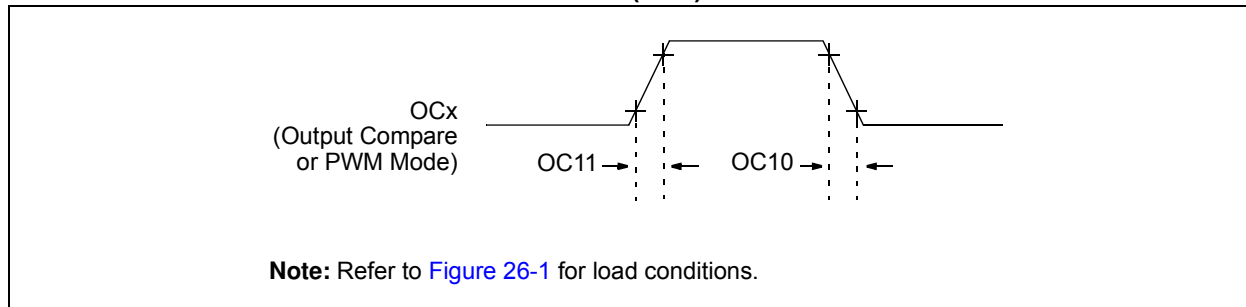 OCx
(Output Compare
or PWM Mode)
OC11
OC10
Note: Refer to Figure 26-1 for load conditions.